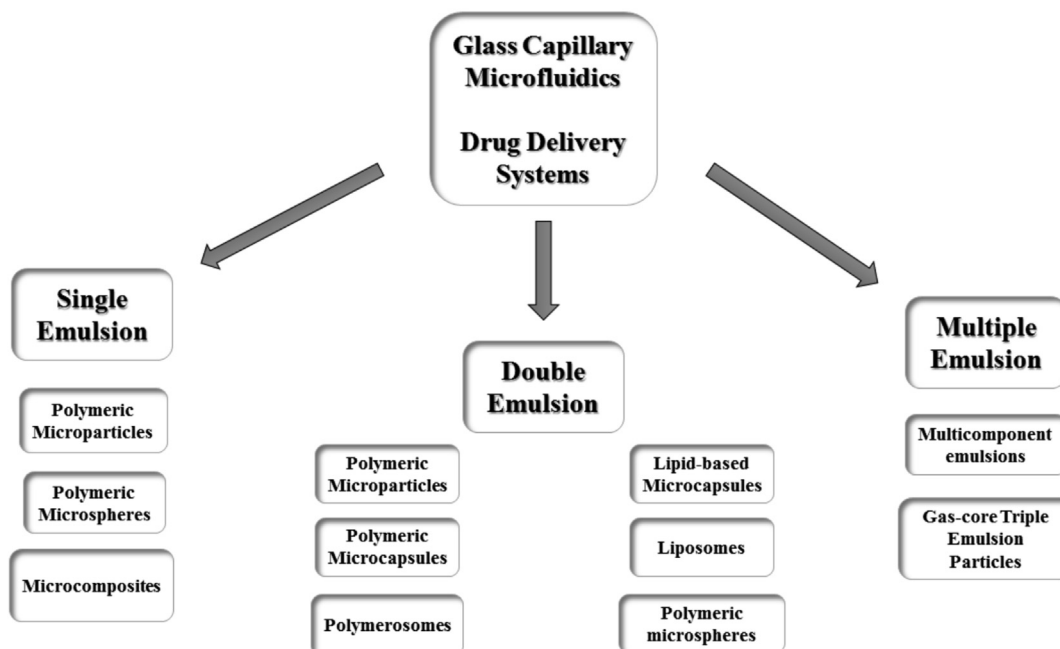 Glass Capillary
Microfluidics
Drug Delivery
Systems
Single
Emulsion
Polymeric
Microparticles
Polymeric
Microspheres
Microcomposites
Double
Emulsion
Polymeric
Microparticles
Polymeric
Microcapsules
Polymerosomes
Lipid-based
Microcapsules
Liposomes
Polymeric
microspheres
Multiple
Emulsion
Multicomponent
emulsions
Gas-core Triple
Emulsion
Particles